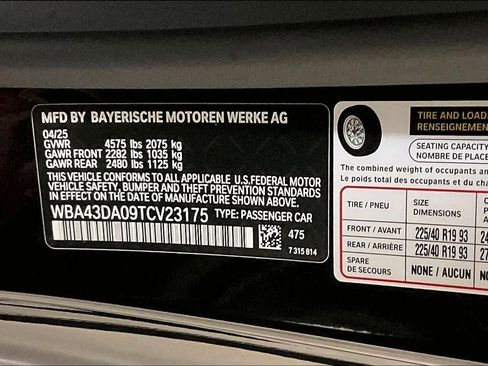 MFD BY BAYERISCHE MOTOREN WERKE AG
04/25
GVWR 4575 lbs 2075 kg
GAWR FRONT 2282 lbs 1035 kg
GAWR REAR 2480 lbs 1125 kg
THIS VEHICLE CONFORMS TO ALL APPLICABLE U.S.FEDERAL MOTOR
VEHICLE SAFETY, BUMPER AND THEFT PREVENTION STANDARDS
IN EFFECT ON THE DATE OF MANUFACTURE SHOWN ABOVE.
WBA43DA09TCV23175 TYPE: PASSENGER CAR
475
7 315 814
TIRE AND LOAD
RENSEIGNEMEN
SEATING CAPACITY
NOMBRE DE PLACE
The combined weight of occupants an
Le poids total des occupants et du cha
TIRE / PNEU SIZE DIMENSIONS
FRONT / AVANT 225/40 R19 93
REAR / ARRIÈRE 225/40 R19 93
SPARE DE SECOURS NONE / AUCUN